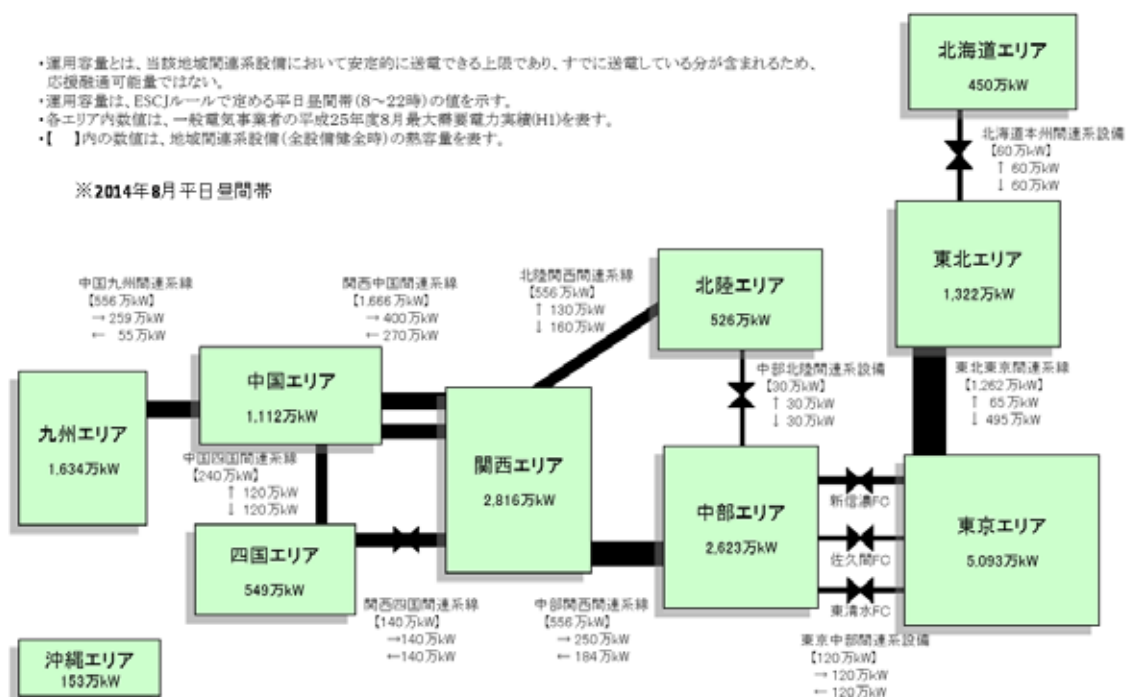 ・運用容量とは、当該地域間連系設備において安定的に送電できる上限であり、すでに送電している分が含まれるため、
応援融通可能量ではない。
・運用容量は、ESCJルールで定める平日昼間帯(8～22時)の値を示す。
・各エリア内数値は、一般電気事業者の平成25年度8月最大需要電力実績(H1)を表す。
・【　】内の数値は、地域間連系設備(全設備健全時)の熱容量を表す。
※2014年8月平日昼間帯
北海道エリア
450万kW
北海道本州間連系設備
【60万kW】
↑ 60万kW
↓ 60万kW
東北エリア
1,322万kW
東北東京間連系線
【1,262万kW】
↑ 65万kW
↓ 495万kW
北陸エリア
526万kW
北陸関西間連系線
【556万kW】
↑ 130万kW
↓ 160万kW
中部北陸間連系設備
【30万kW】
↑ 30万kW
↓ 30万kW
中国九州間連系線
【556万kW】
→ 259万kW
← 55万kW
関西中国間連系線
【1,666万kW】
→ 400万kW
← 270万kW
中国エリア
1,112万kW
九州エリア
1,634万kW
中国四国間連系線
【240万kW】
↑ 120万kW
↓ 120万kW
関西エリア
2,816万kW
四国エリア
549万kW
中部エリア
2,623万kW
新信濃FC
佐久間FC
東清水FC
東京エリア
5,093万kW
関西四国間連系線
【140万kW】
→140万kW
←140万kW
中部関西間連系線
【556万kW】
→ 250万kW
← 184万kW
東京中部間連系設備
【120万kW】
→ 120万kW
← 120万kW
沖縄エリア
153万kW